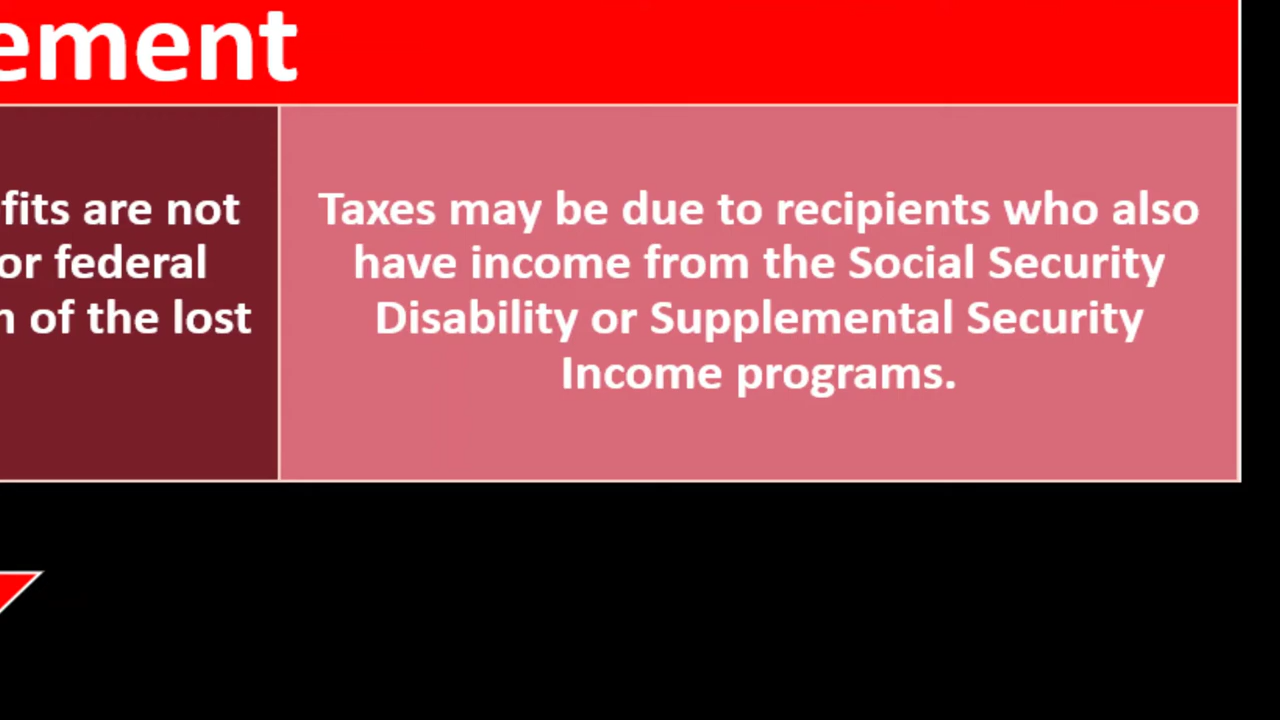 ement
fits are not
or federal
n of the lost
Taxes may be due to recipients who also
have income from the Social Security
Disability or Supplemental Security
Income programs.